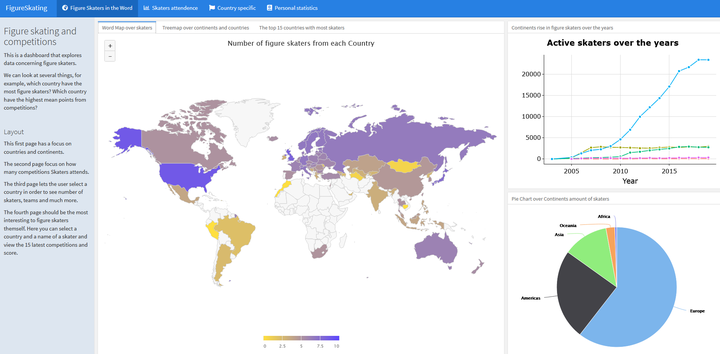 FigureSkating
Figure Skaters in the Word
Skaters attendence
Country specific
Personal statistics
Figure skating and
competitions
This is a dashboard that explores
data concerning figure skaters.
We can look at several things, for
example, which country have the
most figure skaters? Which country
have the highest mean points from
competitions?
Layout
This first page has a focus on
countries and continents.
The second page focus on how
many competitions Skaters attends.
The third page lets the user select a
country in order to see number of
skaters, teams and much more.
The fourth page should be the most
interesting to figure skaters
themself. Here you can select a
country and a name of a skater and
view the 15 latest competitions and
score.
Word Map over skaters
Treemap over continents and countries
The top 15 countries with most skaters
+
−
Number of figure skaters from each Country
0 2.5 5 7.5 10
Continents rise in figure skaters over the years
Active skaters over the years
20000
15000
10000
5000
0
2005 2010 2015
Year
Pie Chart over Continents amount of skaters
Africa
Oceania
Asia
Americas
Europe